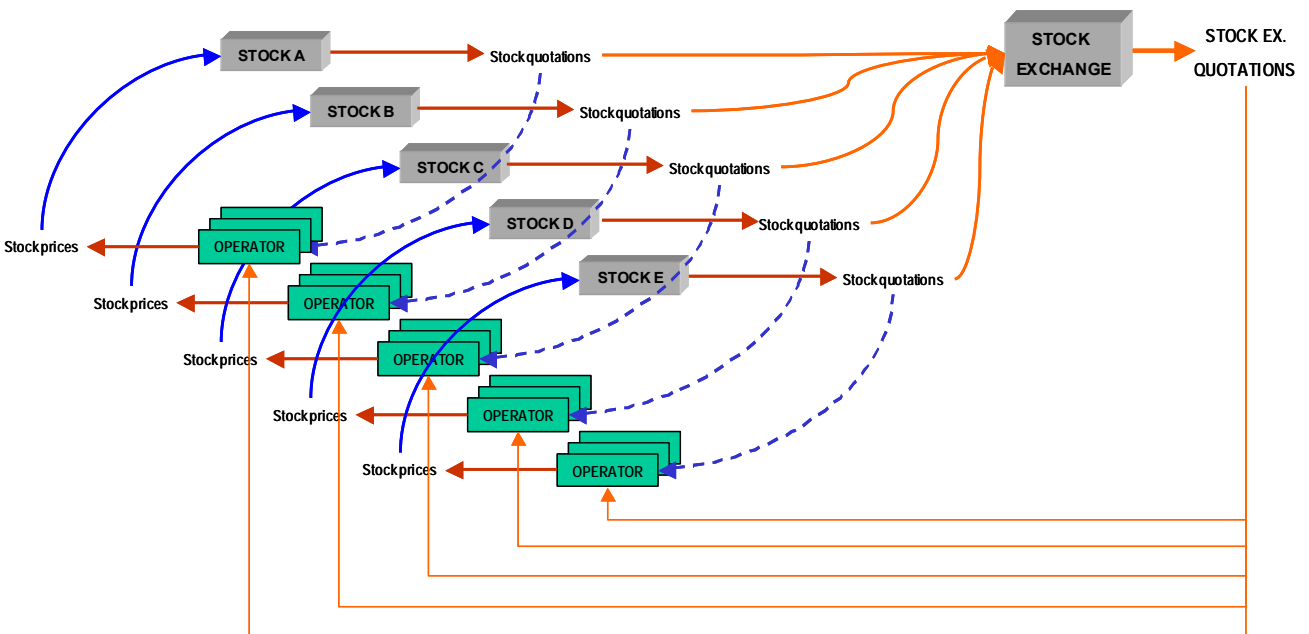 STOCK A
Stockquotations
STOCK
EXCHANGE
STOCK EX.
QUOTATIONS
STOCK B
Stockquotations
STOCK C
Stockquotations
STOCK D
Stockquotations
STOCK E
Stockquotations
Stockprices
OPERATOR
Stockprices
OPERATOR
Stockprices
OPERATOR
Stockprices
OPERATOR
Stockprices
OPERATOR